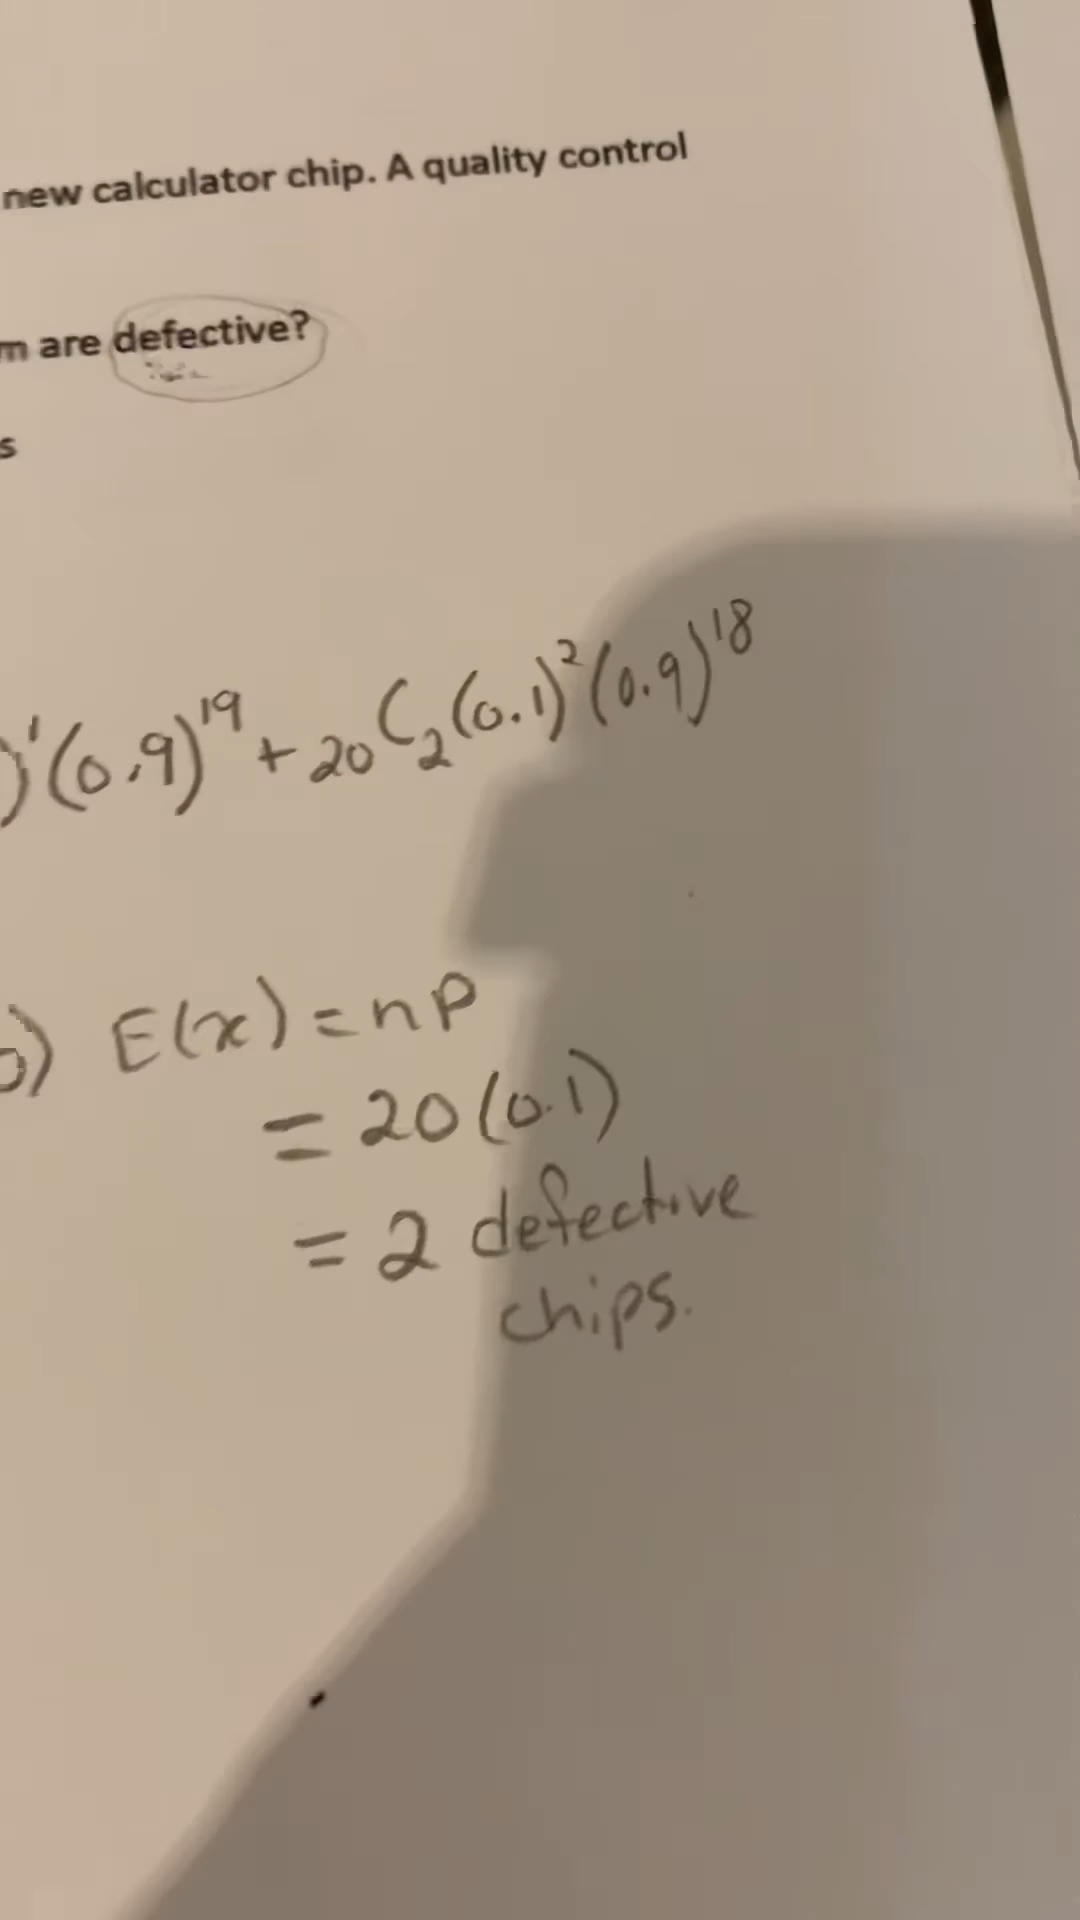 new calculator chip. A quality control
are defective?
s
)¹(0.9)¹⁹ + ₂₀C₂(0.1)²(0.9)¹⁸
) E(x) = np
= 20(0.1)
= 2 defective
chips.